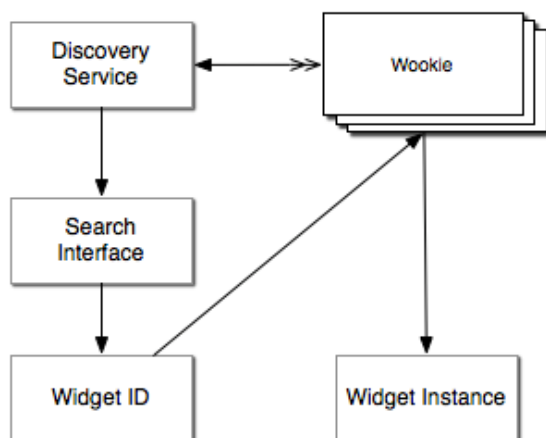 Discovery
Service
Wookie
Search
Interface
Widget ID
Widget Instance